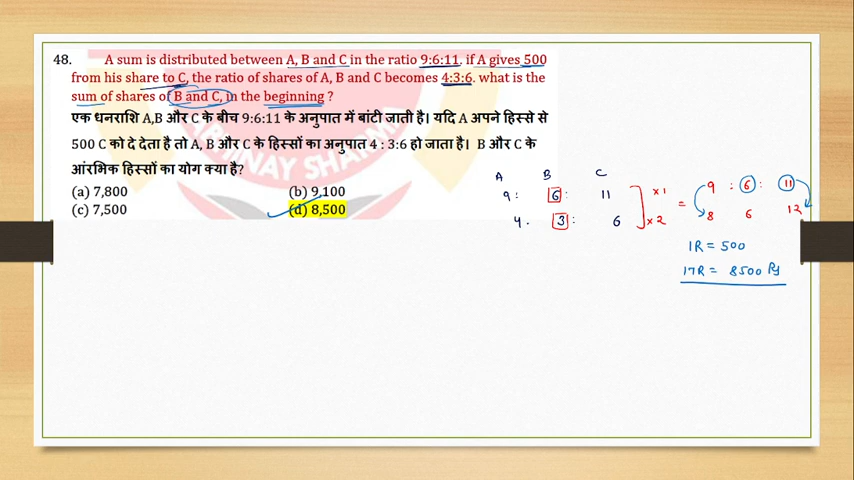 48. A sum is distributed between A, B and C in the ratio 9:6:11. if A gives 500
from his share to C, the ratio of shares of A, B and C becomes 4:3:6. what is the
sum of shares of B and C, in the beginning ?
एक धनराशि A,B और C के बीच 9:6:11 के अनुपात में बांटी जाती है। यदि A अपने हिस्से से
500 C को दे देता है तो A, B और C के हिस्सों का अनुपात 4 : 3:6 हो जाता है। B और C के
आंरभिक हिस्सों का योग क्या है?
(a) 7,800 (b) 9,100
(c) 7,500 (d) 8,500
ABHINAY SHARMA
A B C
9: 6: 11 ×1 = 9 : 6 : 11
4. 3: 6 ×2 8 6 12
1R = 500
17R = 8500 Rs